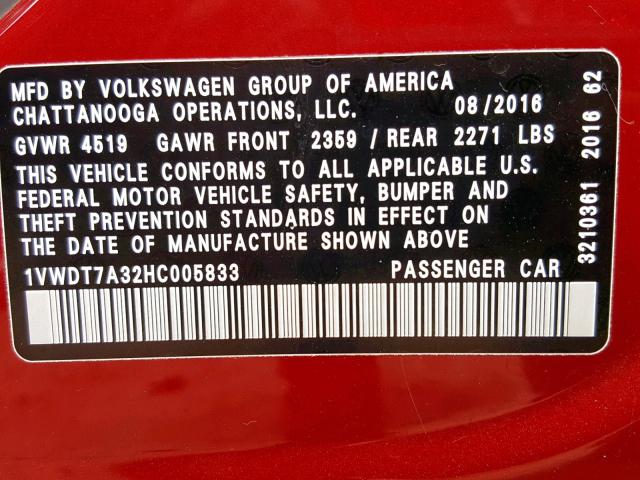 MFD BY VOLKSWAGEN GROUP OF AMERICA
CHATTANOOGA OPERATIONS, LLC. 08/2016
GVWR 4519 GAWR FRONT 2359 / REAR 2271 LBS
THIS VEHICLE CONFORMS TO ALL APPLICABLE U.S.
FEDERAL MOTOR VEHICLE SAFETY, BUMPER AND
THEFT PREVENTION STANDARDS IN EFFECT ON
THE DATE OF MANUFACTURE SHOWN ABOVE
1VWDT7A32HC005833 PASSENGER CAR
3210361 2016 62